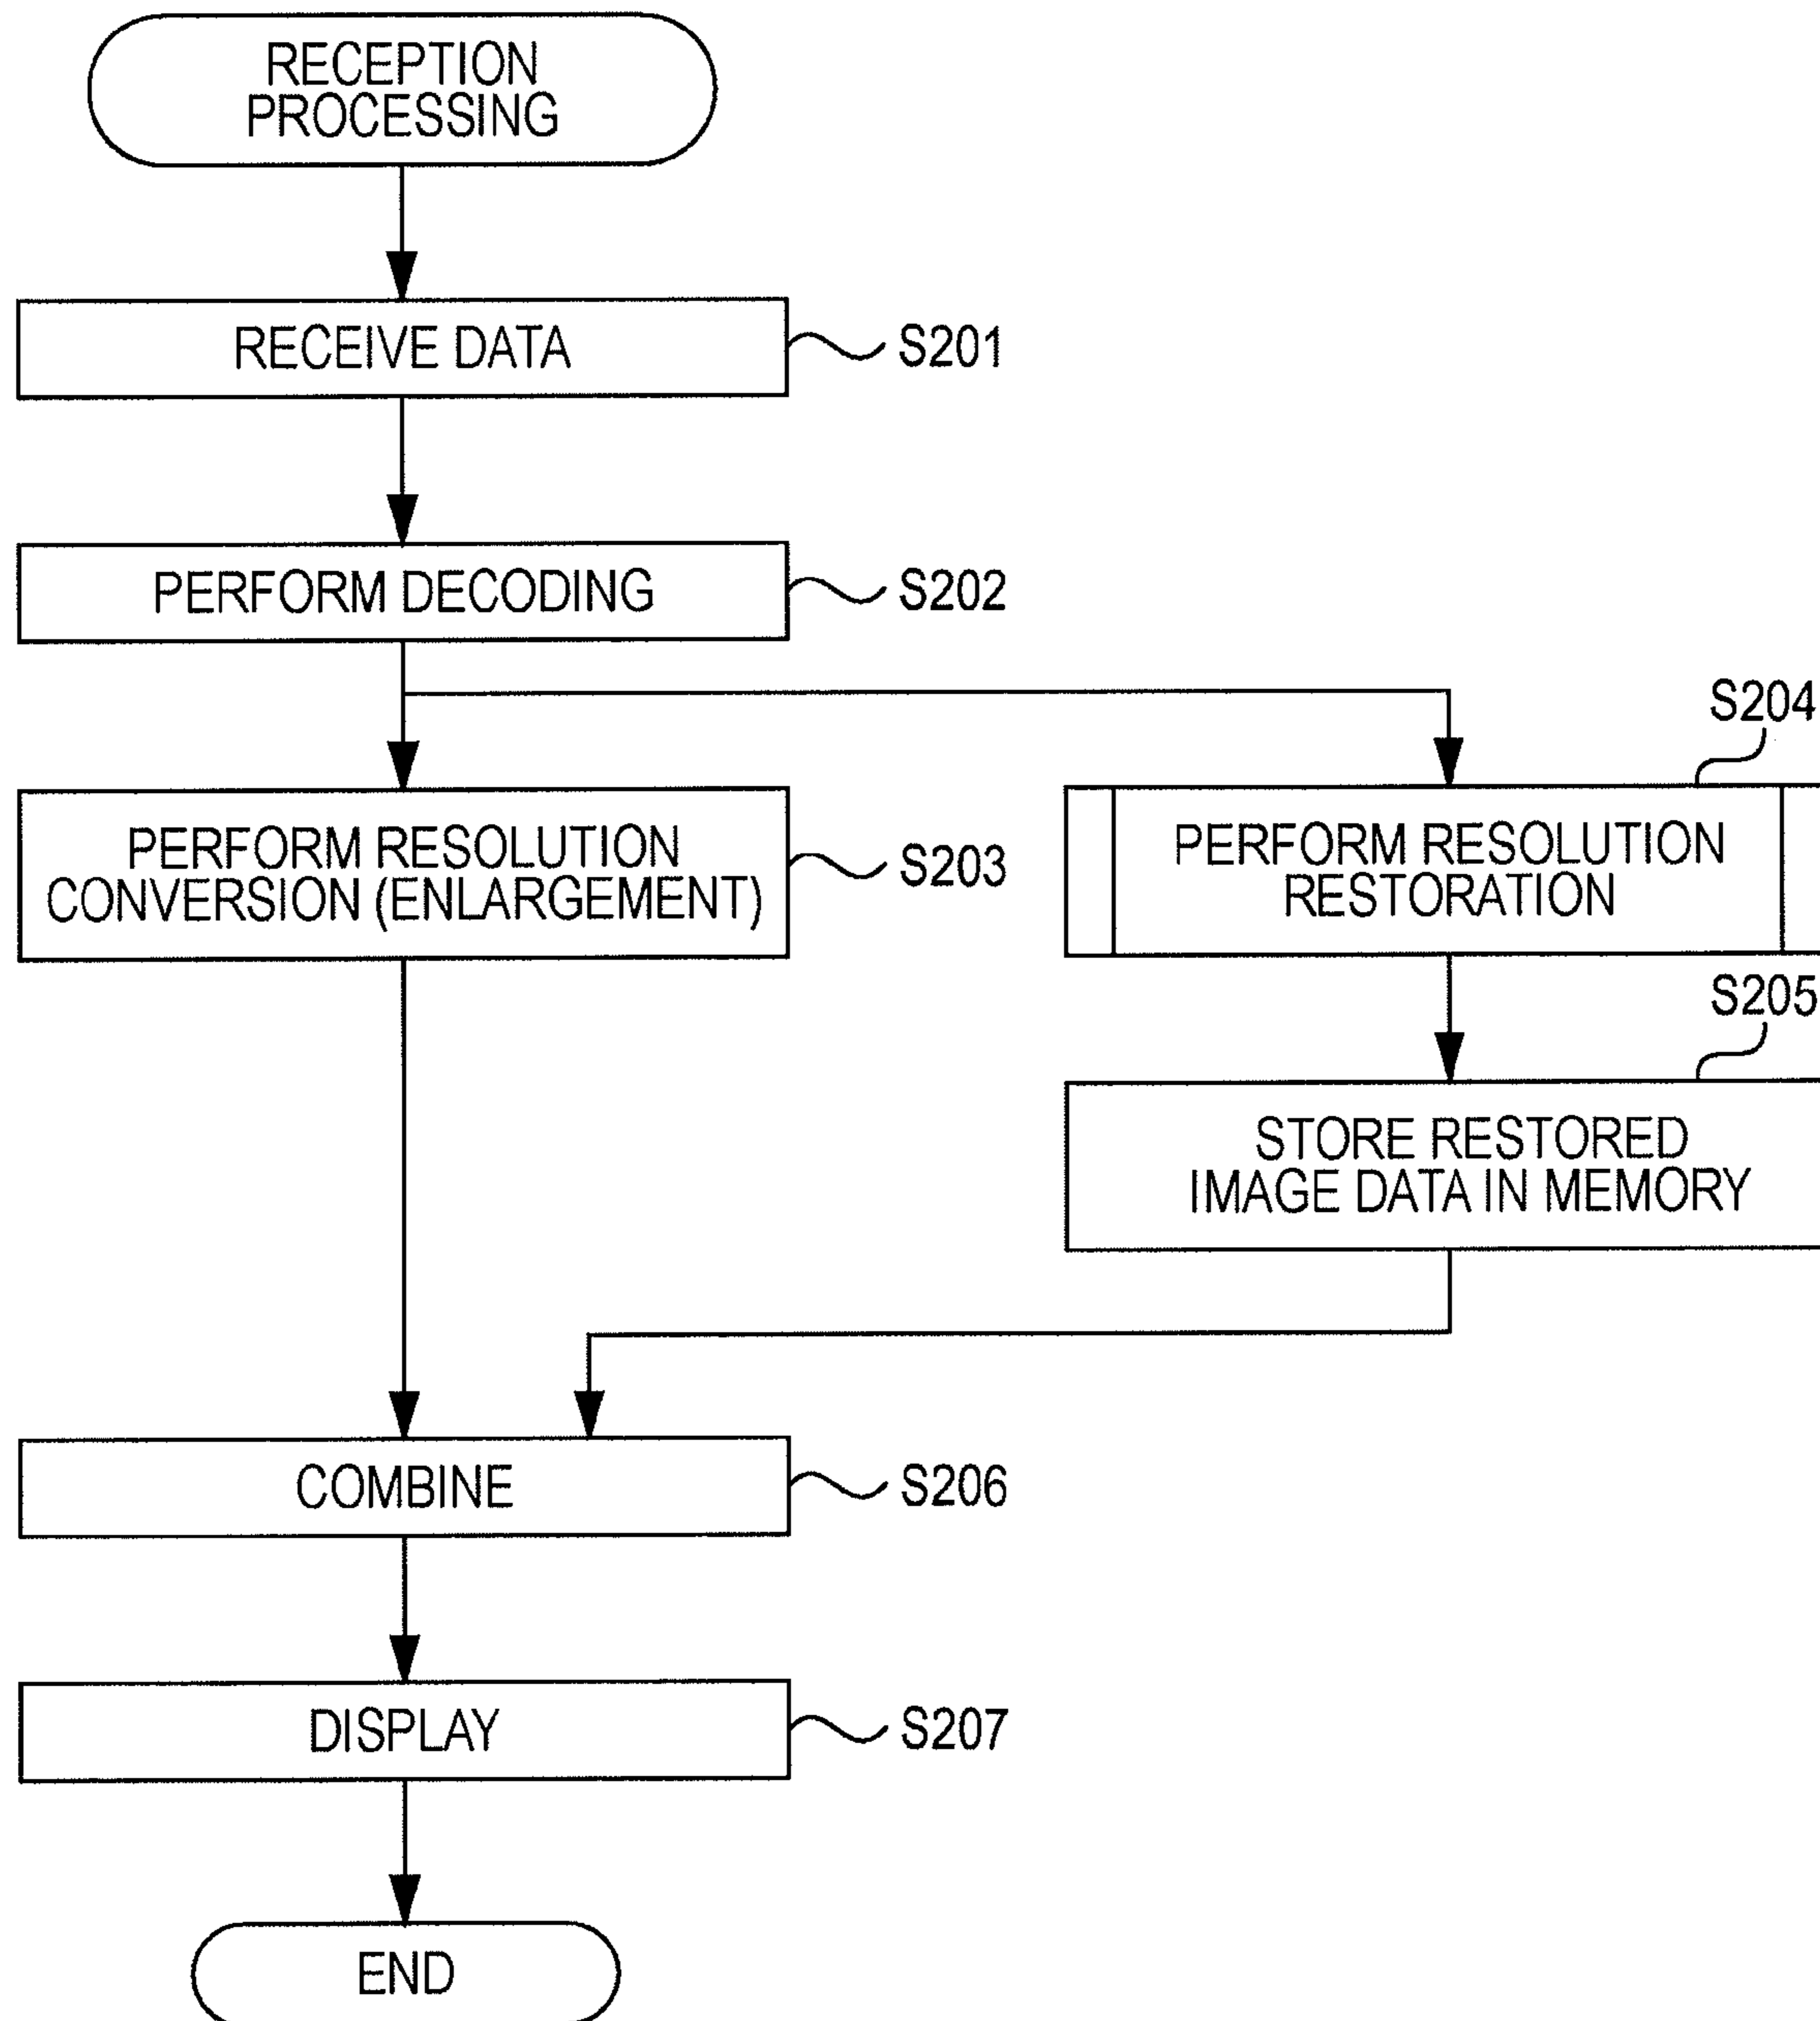 RECEPTION
PROCESSING
RECEIVE DATA
S201
PERFORM DECODING
S202
PERFORM RESOLUTION
CONVERSION (ENLARGEMENT)
S203
S204
PERFORM RESOLUTION
RESTORATION
S205
STORE RESTORED
IMAGE DATA IN MEMORY
COMBINE
S206
DISPLAY
S207
END